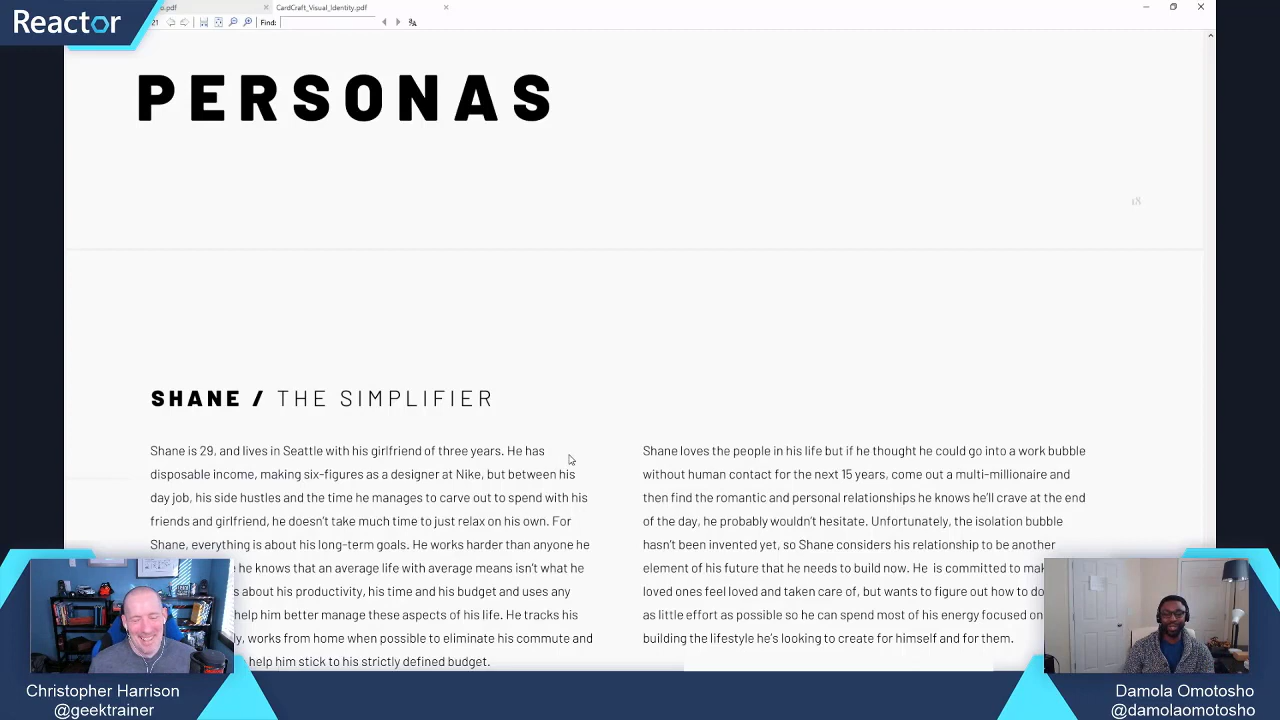 Reactor
.pdf
CardCraft_Visual_Identity.pdf
21
Find:
PERSONAS
18
SHANE / THE SIMPLIFIER
Shane is 29, and lives in Seattle with his girlfriend of three years. He has
disposable income, making six-figures as a designer at Nike, but between his
day job, his side hustles and the time he manages to carve out to spend with his
friends and girlfriend, he doesn't take much time to just relax on his own. For
Shane, everything is about his long-term goals. He works harder than anyone he
he knows that an average life with average means isn't what he
s about his productivity, his time and his budget and uses any
help him better manage these aspects of his life. He tracks his
y, works from home when possible to eliminate his commute and
help him stick to his strictly defined budget.
Shane loves the people in his life but if he thought he could go into a work bubble
without human contact for the next 15 years, come out a multi-millionaire and
then find the romantic and personal relationships he knows he'll crave at the end
of the day, he probably wouldn't hesitate. Unfortunately, the isolation bubble
hasn't been invented yet, so Shane considers his relationship to be another
element of his future that he needs to build now. He is committed to mak
loved ones feel loved and taken care of, but wants to figure out how to do
as little effort as possible so he can spend most of his energy focused on
building the lifestyle he's looking to create for himself and for them.
Christopher Harrison
@geektrainer
Damola Omotosho
@damolaomotosho